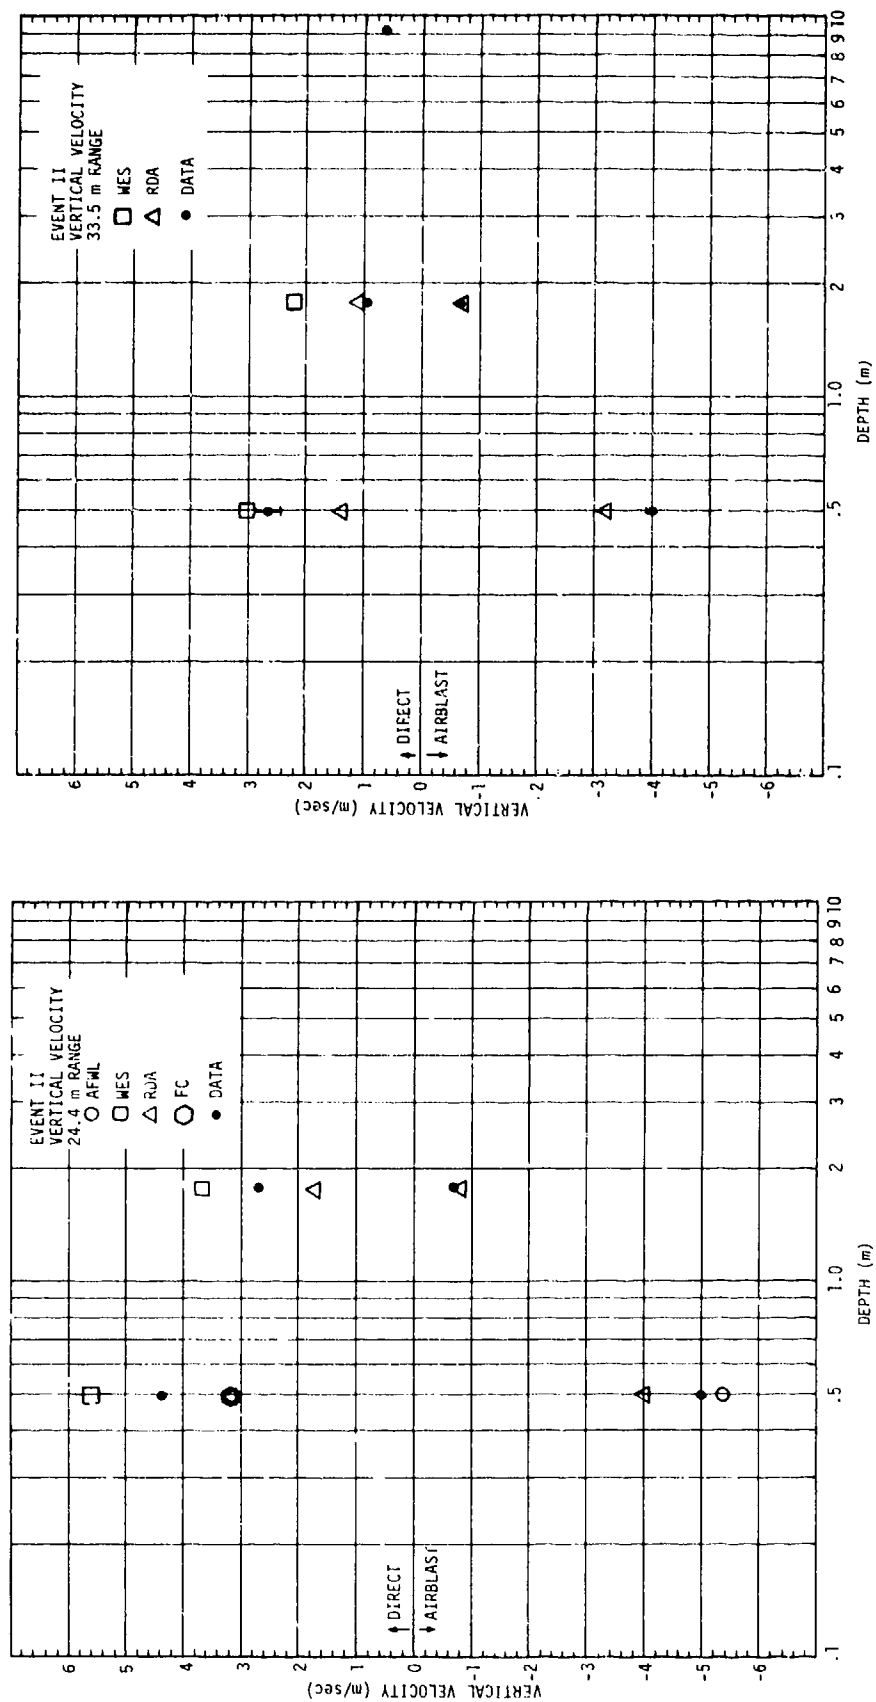 EVENT II
VERTICAL VELOCITY
24.4 m RANGE
AFWL
WES
RDA
FC
DATA
6
5
4
3
2
1
0
-1
-2
-3
-4
-5
-6
VERTICAL VELOCITY (m/sec)
DIRECT
AIRBLAST
.1 .5 1.0 2 3 4 5 6 7 8 9 10
DEPTH (m)
EVENT II
VERTICAL VELOCITY
33.5 m RANGE
WES
RDA
DATA
6
5
4
3
2
1
0
-1
.2
-3
-4
-5
-6
VERTICAL VELOCITY (m/sec)
DIRECT
AIRBLAST
.1 .5 1.0 2 3 4 5 6 7 8 9 10
DEPTH (m)